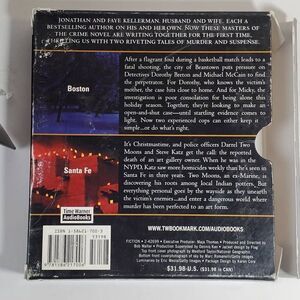 JONATHAN AND FAYE KELLERMAN, HUSBAND AND WIFE, EACH A
BESTSELLING AUTHOR ON HIS AND HER OWN. NOW THESE MASTERS OF
THE CRIME NOVEL ARE WRITING TOGETHER FOR THE FIRST TIME,
THRILLING US WITH TWO RIVETING TALES OF MURDER AND SUSPENSE.
Boston
After a flagrant foul during a basketball match leads to a
fatal shooting, the city of Beantown puts pressure on
Detectives Dorothy Berton and Michael McCain to find
the perpetrator. For Dorothy, who knows the victim's
mother, the case hits close to home. And for Micky, the
investigation is poor consolation for being alone this
holiday season. Together, they're looking to make an
open-and-shut case—until startling evidence comes to
light. Now two experienced cops can either keep it
simple...or do what's right.
Santa Fe
It's Christmastime, and police officers Darrel Two
Moons and Steve Katz get the call: the reported
death of an art gallery owner. When he was in the
NYPD, Katz saw more homicides weekly than he's seen in
Santa Fe in three years. Two Moons, an ex-Marine, is
discovering his roots among local Indian potters. But
everything personal goes by the wayside as they unearth
the victim's enemies...and enter a dangerous world where
murder has been perfected to an art form.
Time Warner
AudioBooks
WWW.TWBOOKMARK.COM/AUDIOBOOKS
$31.98 U.S. ($31.98 in CAN)